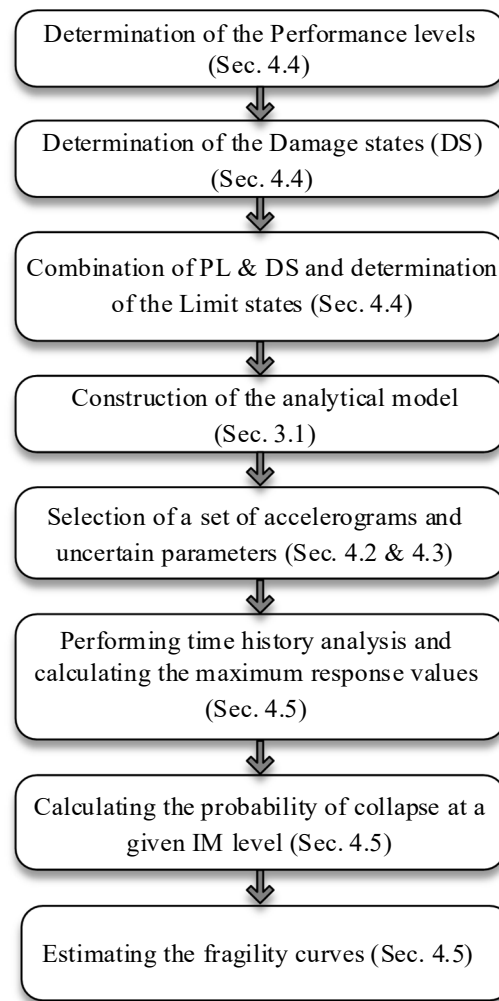 Determination of the Performance levels
(Sec. 4.4)
Determination of the Damage states (DS)
(Sec. 4.4)
Combination of PL & DS and determination
of the Limit states (Sec. 4.4)
Construction of the analytical model
(Sec. 3.1)
Selection of a set of accelerograms and
uncertain parameters (Sec. 4.2 & 4.3)
Performing time history analysis and
calculating the maximum response values
(Sec. 4.5)
Calculating the probability of collapse at a
given IM level (Sec. 4.5)
Estimating the fragility curves (Sec. 4.5)